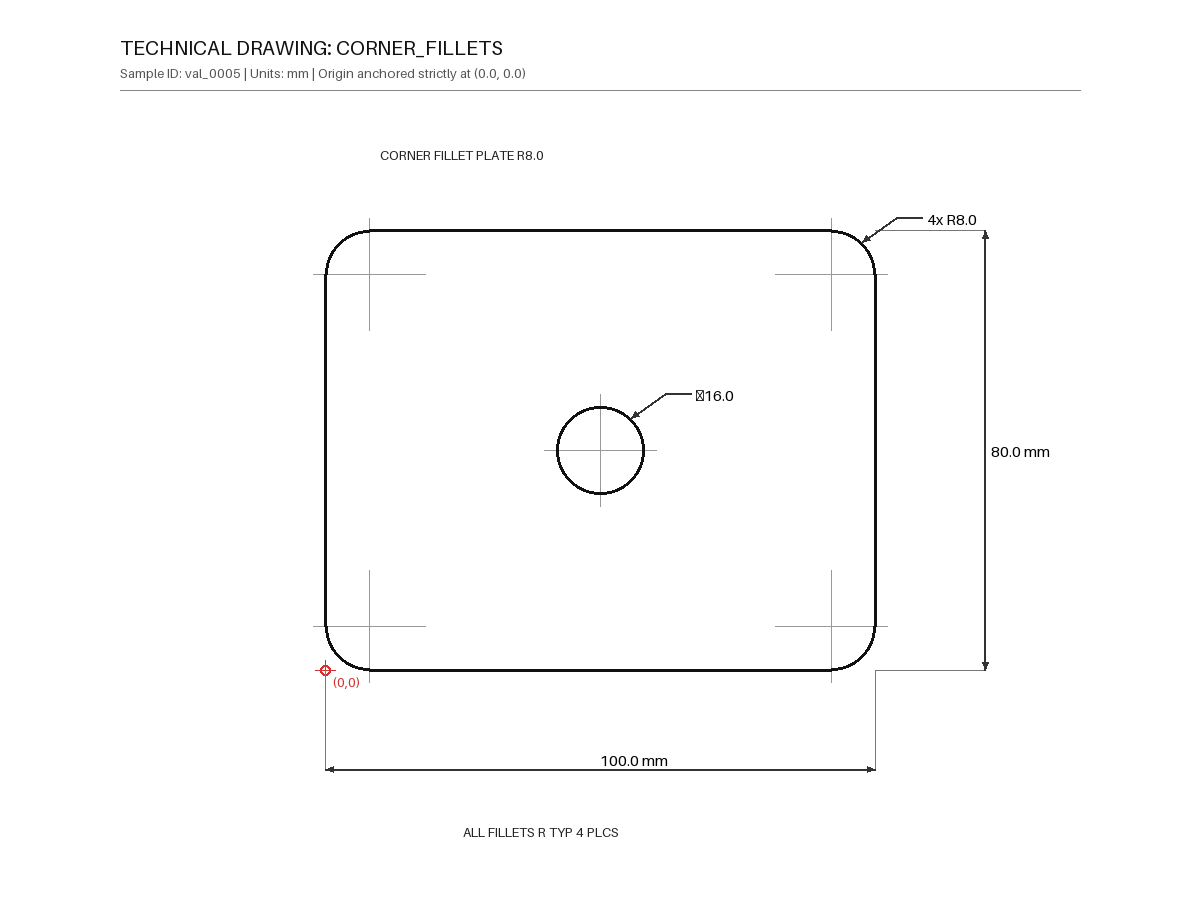 TECHNICAL DRAWING: CORNER_FILLETS
Sample ID: val_0005 | Units: mm | Origin anchored strictly at (0.0, 0.0)
CORNER FILLET PLATE R8.0
4x R8.0
16.0
80.0 mm
(0,0)
100.0 mm
ALL FILLETS R TYP 4 PLCS